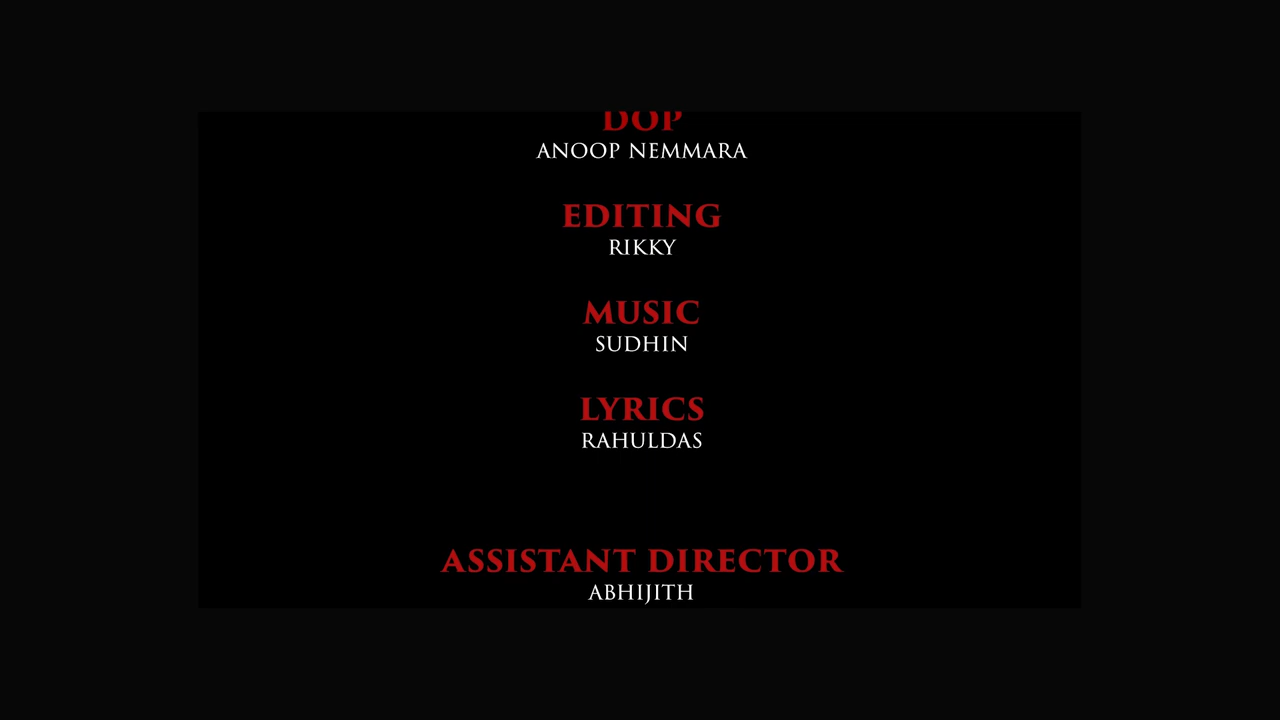 DOP
ANOOP NEMMARA
EDITING
RIKKY
MUSIC
SUDHIN
LYRICS
RAHULDAS
ASSISTANT DIRECTOR
ABHIJITH